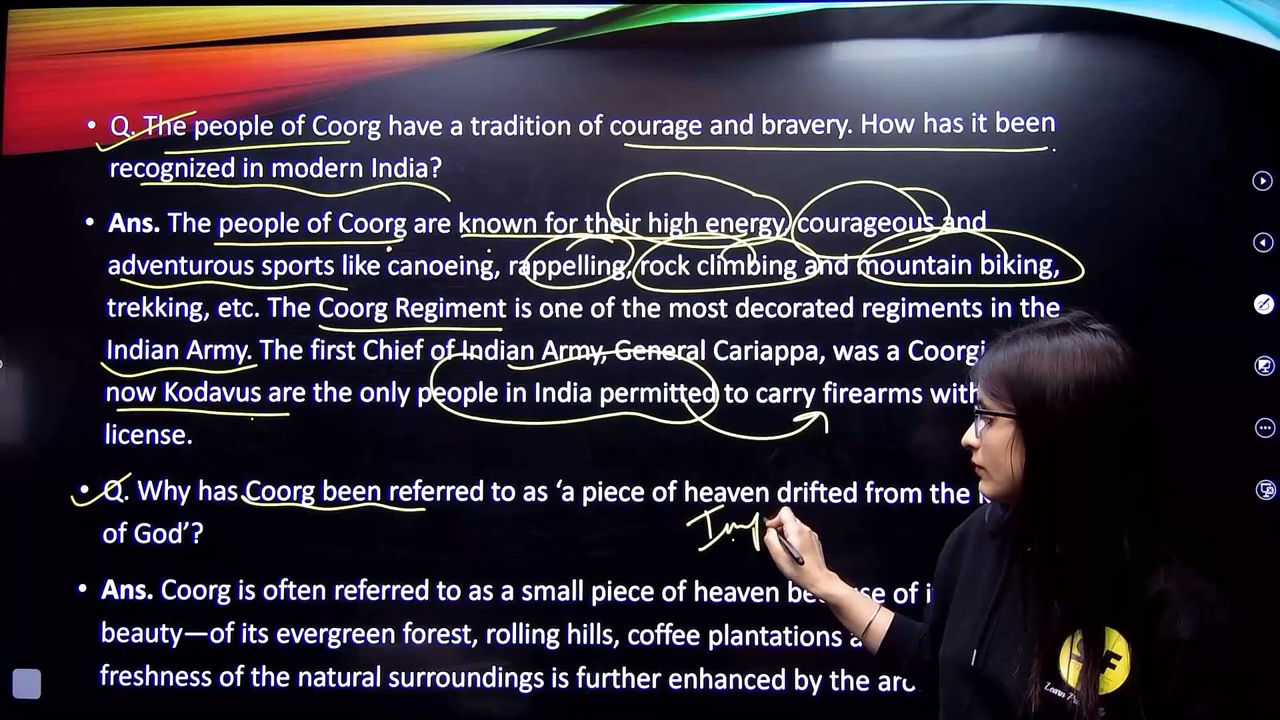 • Q. The people of Coorg have a tradition of courage and bravery. How has it been
recognized in modern India?
• Ans. The people of Coorg are known for their high energy, courageous and
adventurous sports like canoeing, rappelling, rock climbing and mountain biking,
trekking, etc. The Coorg Regiment is one of the most decorated regiments in the
Indian Army. The first Chief of Indian Army, General Cariappa, was a Coorgi
now Kodavus are the only people in India permitted to carry firearms with
license.
• Q. Why has Coorg been referred to as ‘a piece of heaven drifted from the
of God’?
Imp
• Ans. Coorg is often referred to as a small piece of heaven because of
beauty—of its evergreen forest, rolling hills, coffee plantations
freshness of the natural surroundings is further enhanced by the
Learn